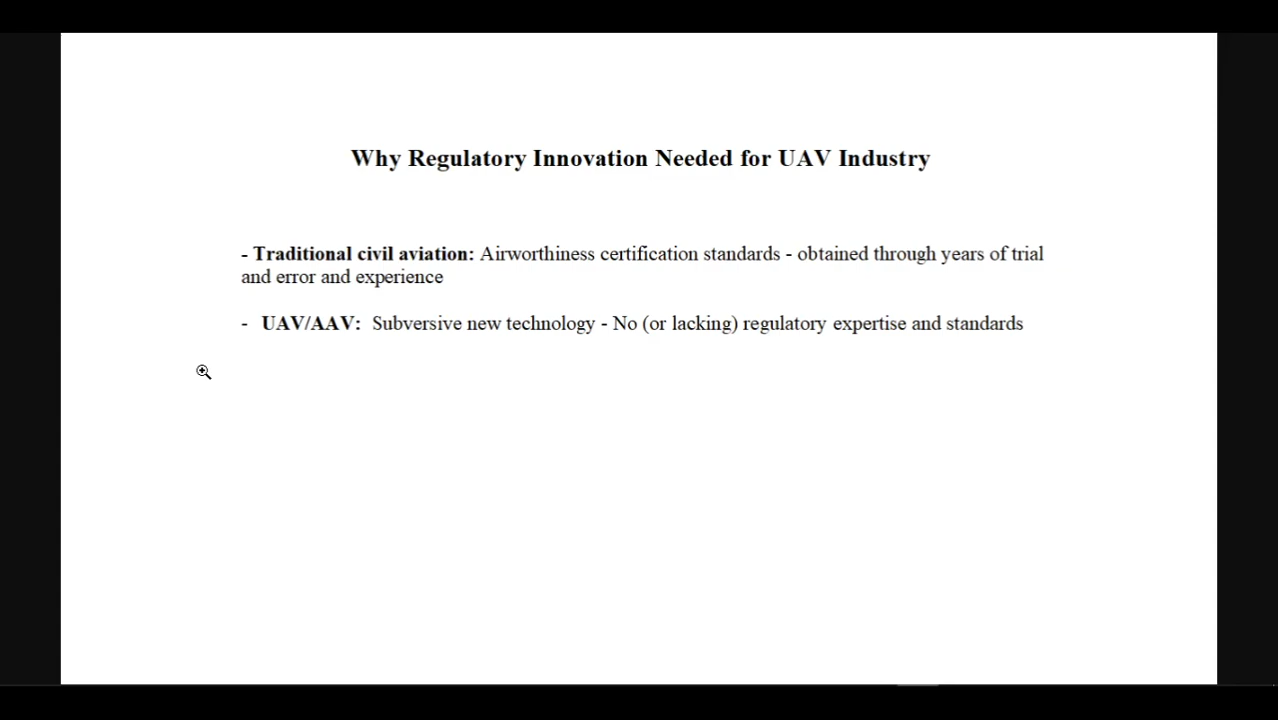 Why Regulatory Innovation Needed for UAV Industry
- Traditional civil aviation: Airworthiness certification standards - obtained through years of trial
and error and experience
- UAV/AAV: Subversive new technology - No (or lacking) regulatory expertise and standards